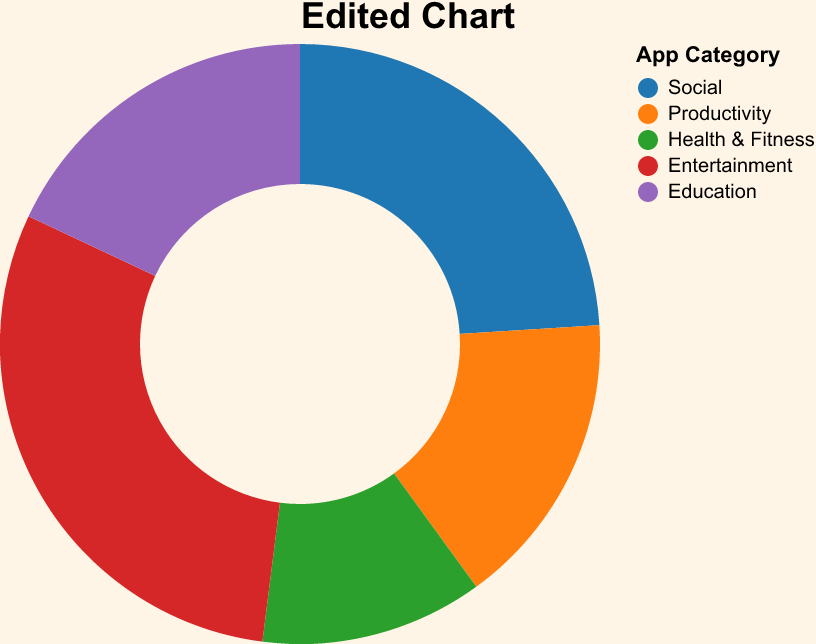 Edited Chart
App Category
Social
Productivity
Health & Fitness
Entertainment
Education